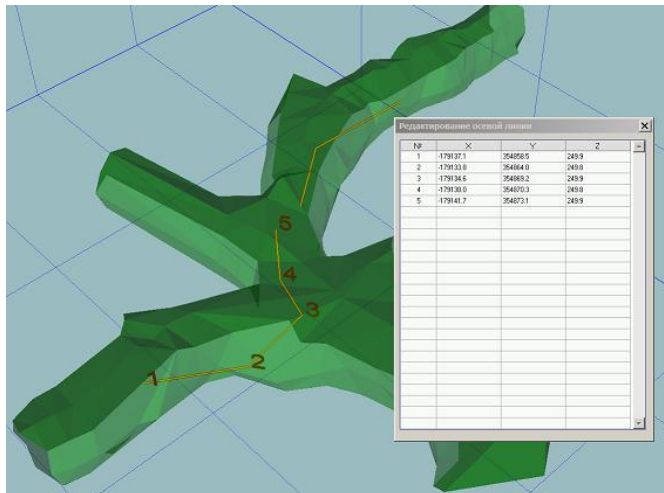 Редактирование осевой линии
№ X Y Z
1 -179137.1 354858.5 249.9
2 -179133.8 354864.0 249.8
3 -179134.6 354869.2 249.9
4 -179138.0 354870.3 249.8
5 -179141.7 354873.1 249.9
5
4
3
2
1